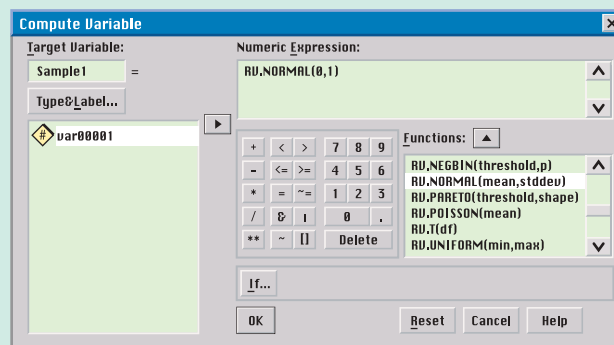 Compute Variable
Target Variable:
Numeric Expression:
Sample1 =
RV.NORMAL(0,1)
Type&Label...
var00001
+ < > 7 8 9
- <= >= 4 5 6
* = ~= 1 2 3
/ & | 0 .
** ~ [] Delete
Functions:
RV.NEGBIN(threshold,p)
RV.NORMAL(mean,stddev)
RV.PARETO(threshold,shape)
RV.POISSON(mean)
RV.T(df)
RV.UNIFORM(min,max)
If...
OK Reset Cancel Help